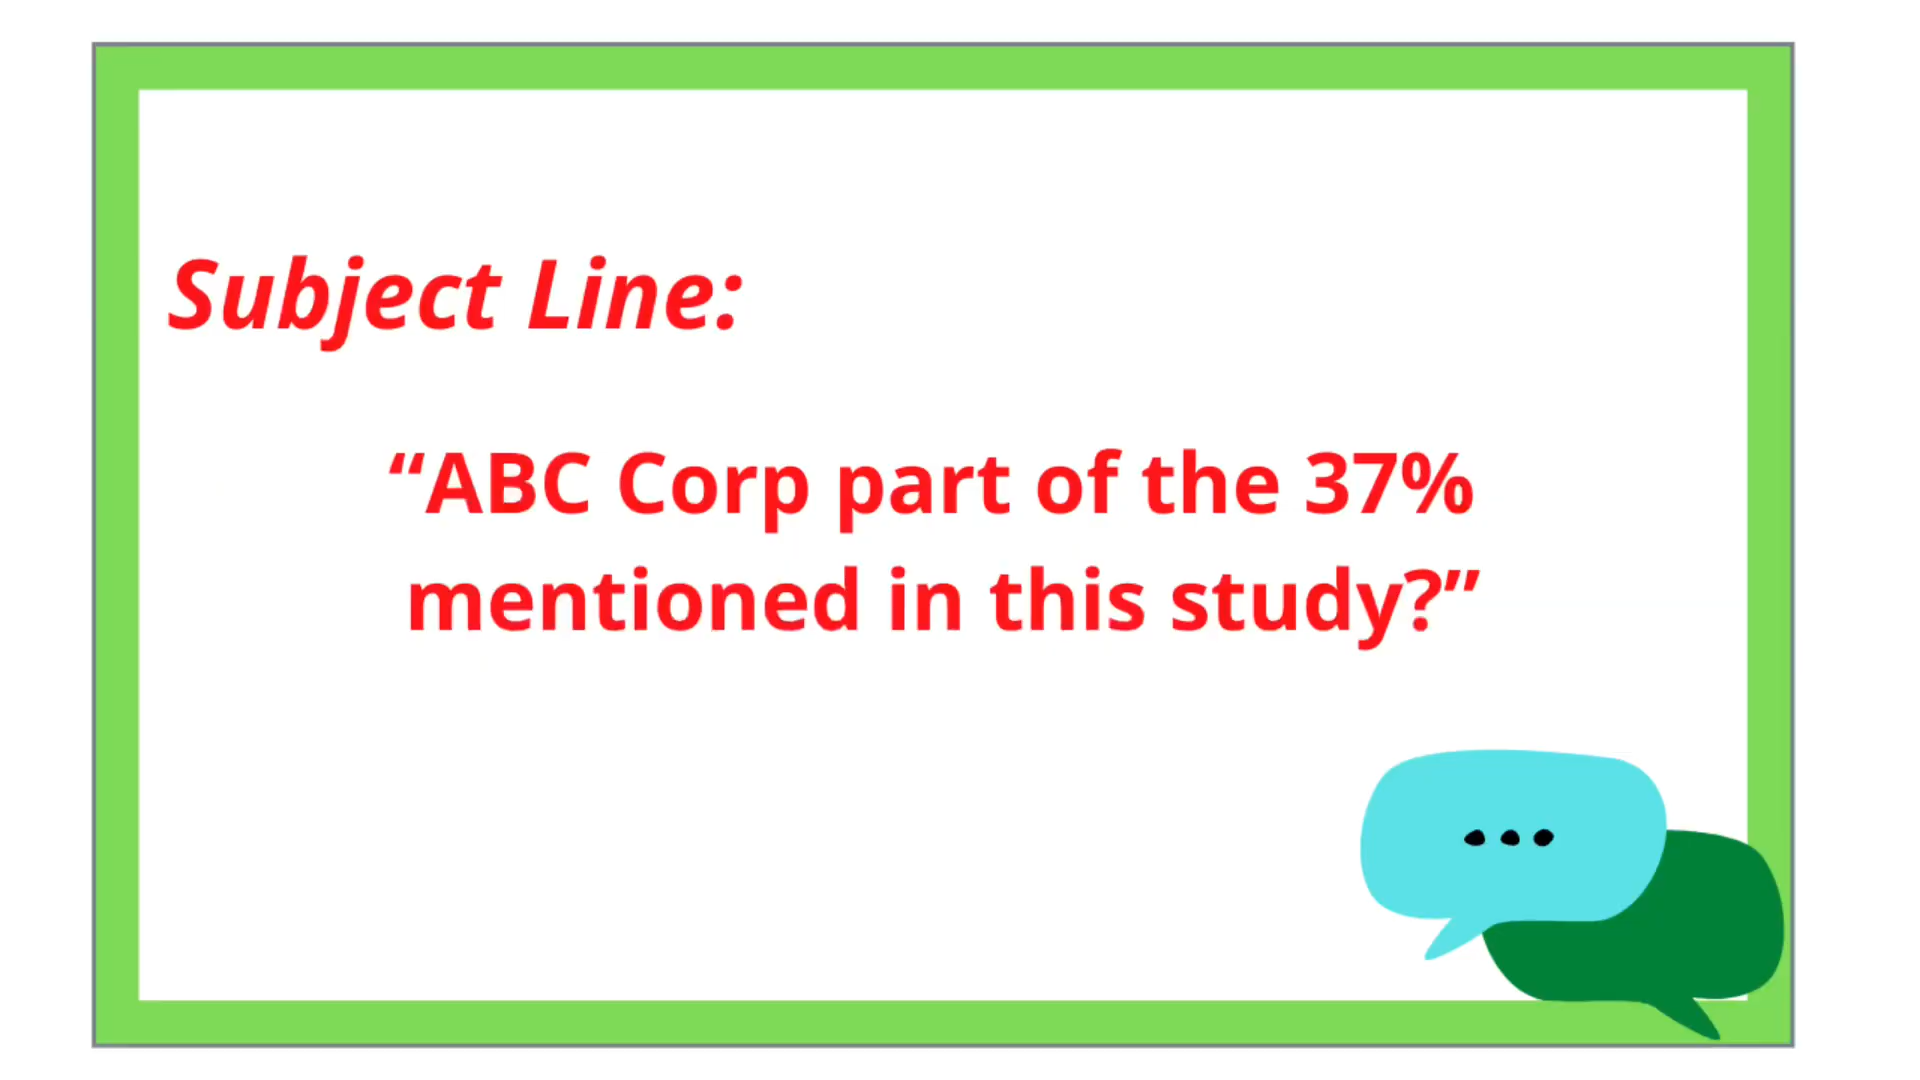 Subject Line:
“ABC Corp part of the 37%
mentioned in this study?”